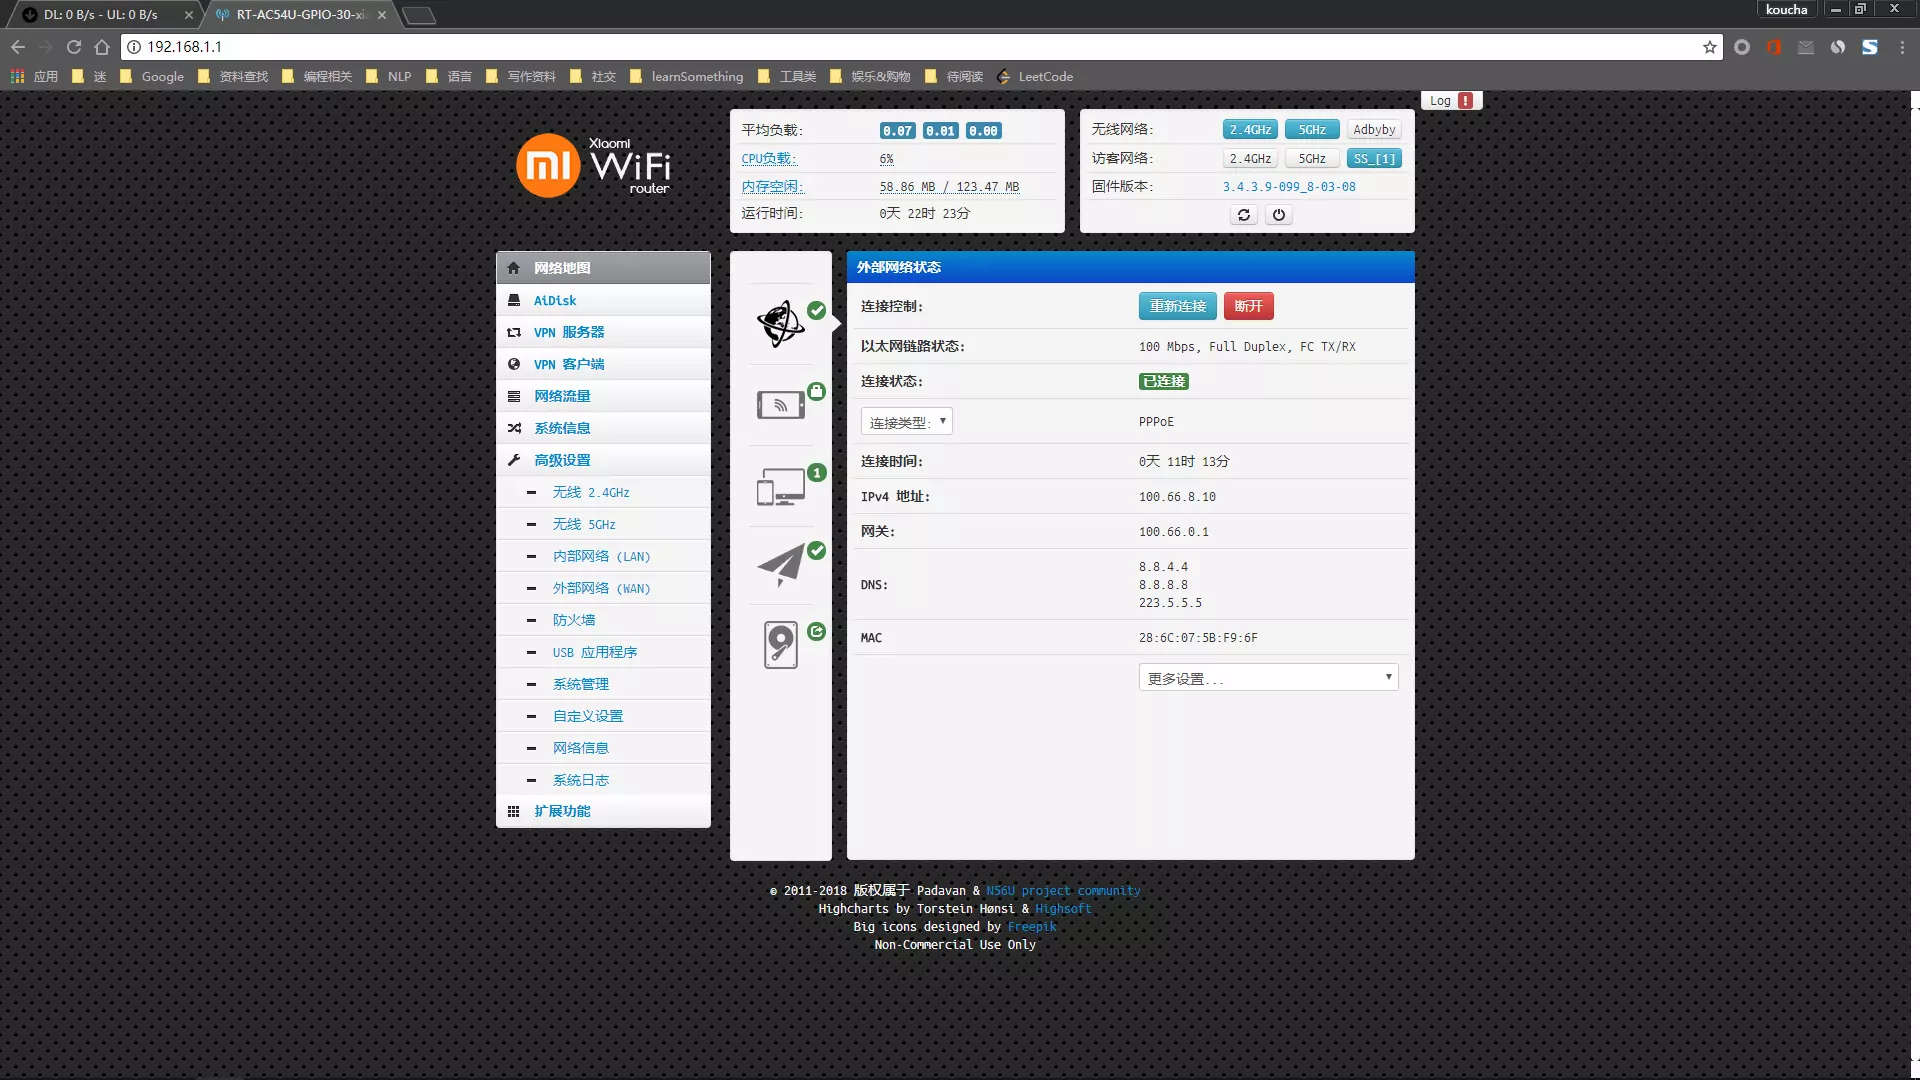 DL: 0 B/s - UL: 0 B/s
RT-AC54U-GPIO-30-xi
koucha
192.168.1.1
应用 迷 Google 资料查找 编程相关 NLP 语言 写作资料 社交 learnSomething 工具类 娱乐&购物 待阅读 LeetCode
Log !
Xiaomi
WiFi
router
平均负载: 0.07 0.01 0.00
CPU负载: 6%
内存空闲: 58.86 MB / 123.47 MB
运行时间: 0天 22时 23分
无线网络: 2.4GHz 5GHz Adbyby
访客网络: 2.4GHz 5GHz SS_[1]
固件版本: 3.4.3.9-099_8-03-08
网络地图
AiDisk
VPN 服务器
VPN 客户端
网络流量
系统信息
高级设置
无线 2.4GHz
无线 5GHz
内部网络 (LAN)
外部网络 (WAN)
防火墙
USB 应用程序
系统管理
自定义设置
网络信息
系统日志
扩展功能
1
外部网络状态
连接控制: 重新连接 断开
以太网链路状态: 100 Mbps, Full Duplex, FC TX/RX
连接状态: 已连接
连接类型: PPPoE
连接时间: 0天 11时 13分
IPv4 地址: 100.66.8.10
网关: 100.66.0.1
DNS: 8.8.4.4
8.8.8.8
223.5.5.5
MAC 28:6C:07:5B:F9:6F
更多设置...
© 2011-2018 版权属于 Padavan & N56U project community
Highcharts by Torstein Hønsi & Highsoft
Big icons designed by Freepik
Non-Commercial Use Only